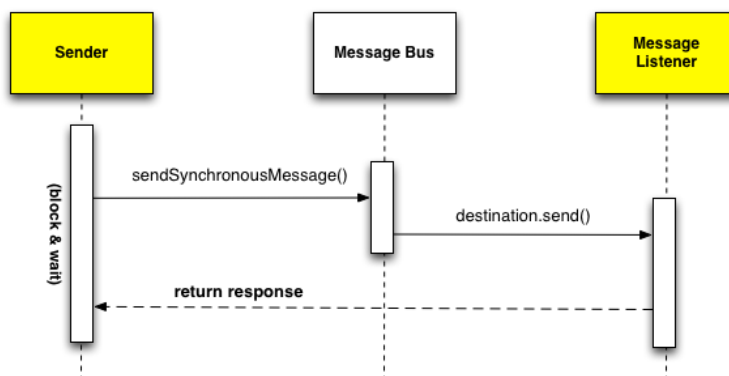 Sender
Message Bus
Message
Listener
sendSynchronousMessage()
destination.send()
(block & wait)
return response